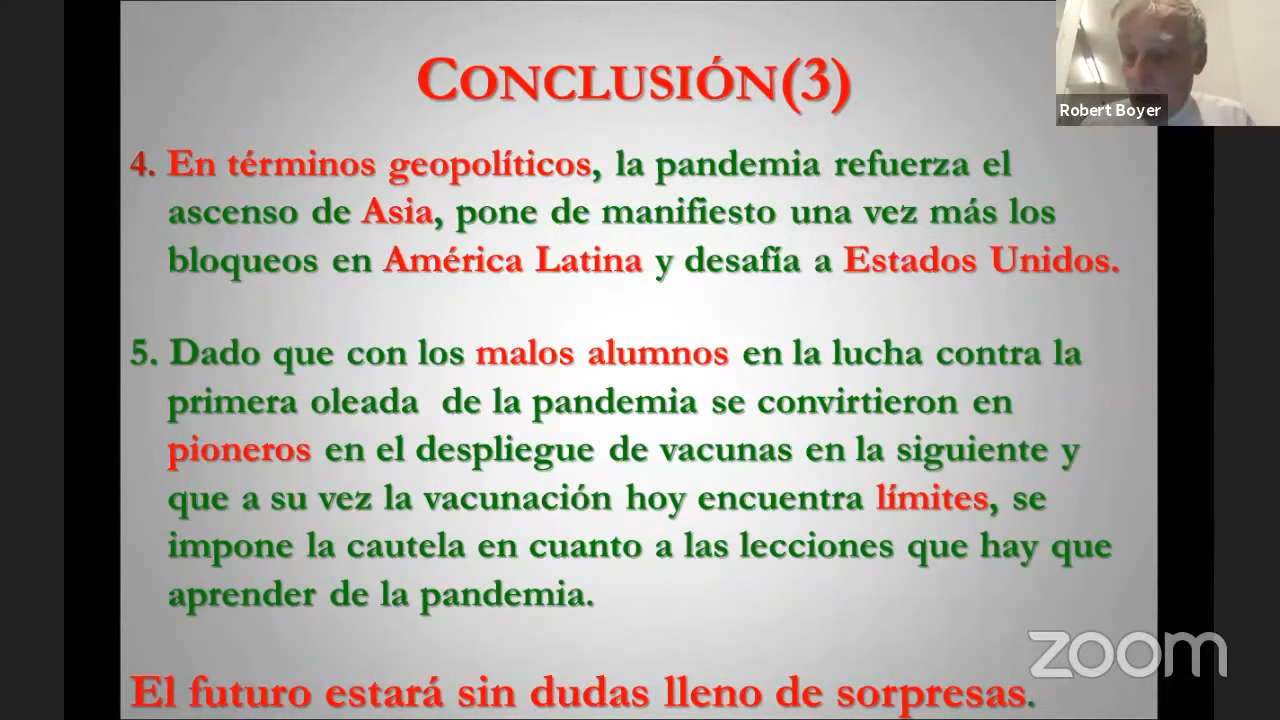 CONCLUSIÓN(3)
Robert Boyer
4. En términos geopolíticos, la pandemia refuerza el
ascenso de Asia, pone de manifiesto una vez más los
bloqueos en América Latina y desafía a Estados Unidos.
5. Dado que con los malos alumnos en la lucha contra la
primera oleada de la pandemia se convirtieron en
pioneros en el despliegue de vacunas en la siguiente y
que a su vez la vacunación hoy encuentra límites, se
impone la cautela en cuanto a las lecciones que hay que
aprender de la pandemia.
zoom
El futuro estará sin dudas lleno de sorpresas.